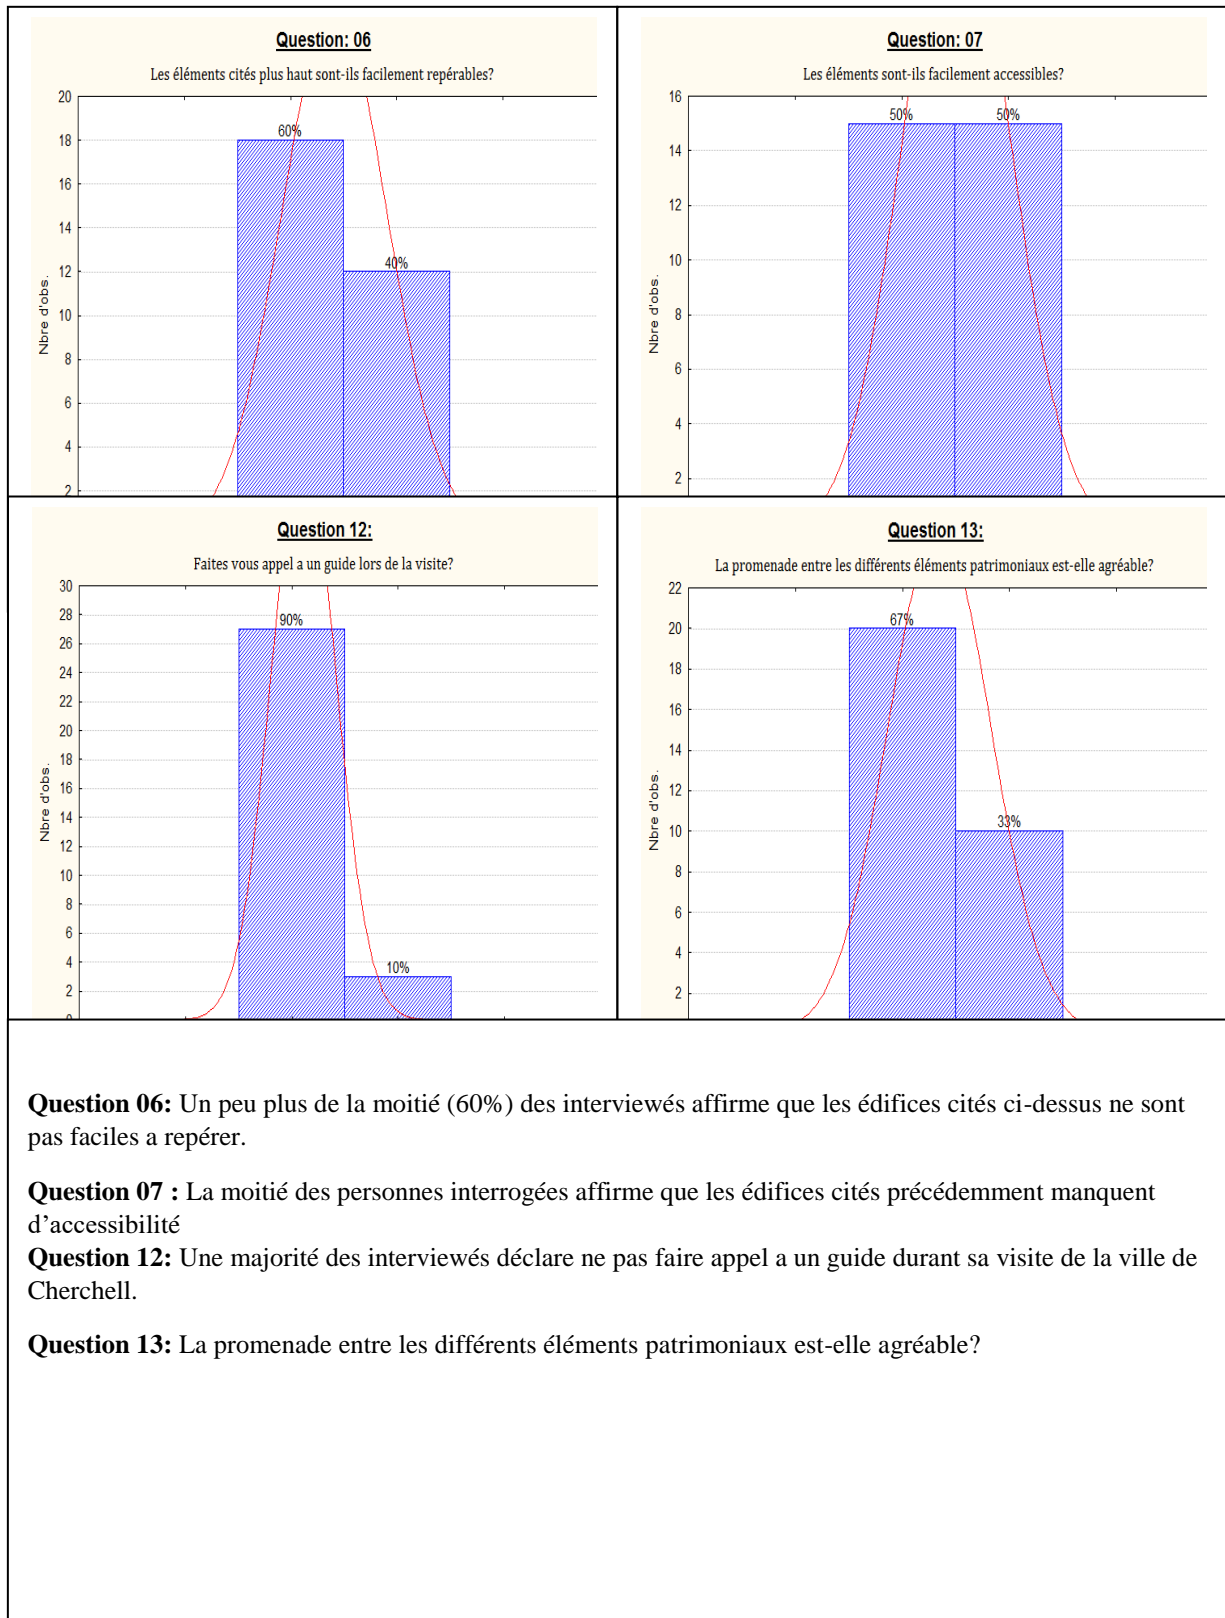 Question: 06
Les éléments cités plus haut sont-ils facilement repérables?
20
18
16
14
12
10
8
6
4
2
Nbre d'obs.
60%
40%
Question: 07
Les éléments sont-ils facilement accessibles?
16
14
12
10
8
6
4
2
Nbre d'obs.
50%
50%
Question 12:
Faites vous appel a un guide lors de la visite?
30
28
26
24
22
20
18
16
14
12
10
8
6
4
2
0
Nbre d'obs.
90%
10%
Question 13:
La promenade entre les différents éléments patrimoniaux est-elle agréable?
22
20
18
16
14
12
10
8
6
4
2
Nbre d'obs.
67%
33%
Question 06: Un peu plus de la moitié (60%) des interviewés affirme que les édifices cités ci-dessus ne sont
pas faciles a repérer.
Question 07 : La moitié des personnes interrogées affirme que les édifices cités précédemment manquent
d’accessibilité
Question 12: Une majorité des interviewés déclare ne pas faire appel a un guide durant sa visite de la ville de
Cherchell.
Question 13: La promenade entre les différents éléments patrimoniaux est-elle agréable?